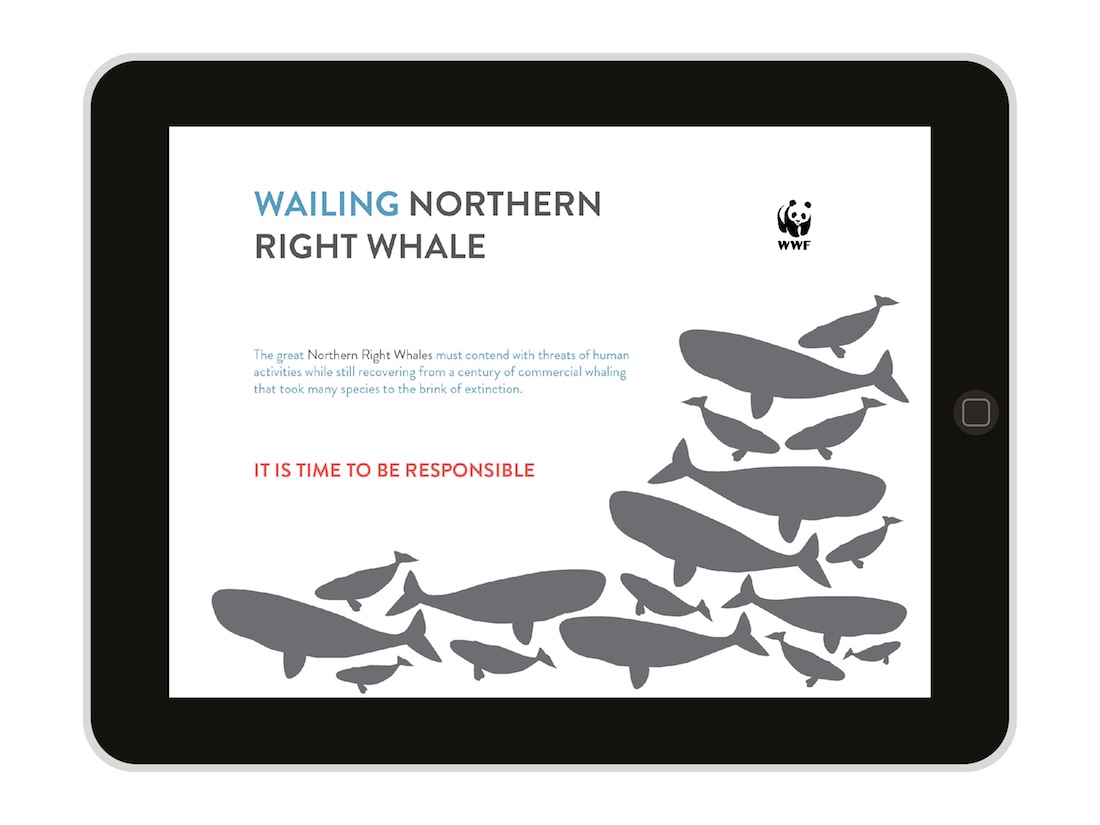 WAILING NORTHERN
RIGHT WHALE
WWF
The great Northern Right Whales must contend with threats of human
activities while still recovering from a century of commercial whaling
that took many species to the brink of extinction.
IT IS TIME TO BE RESPONSIBLE